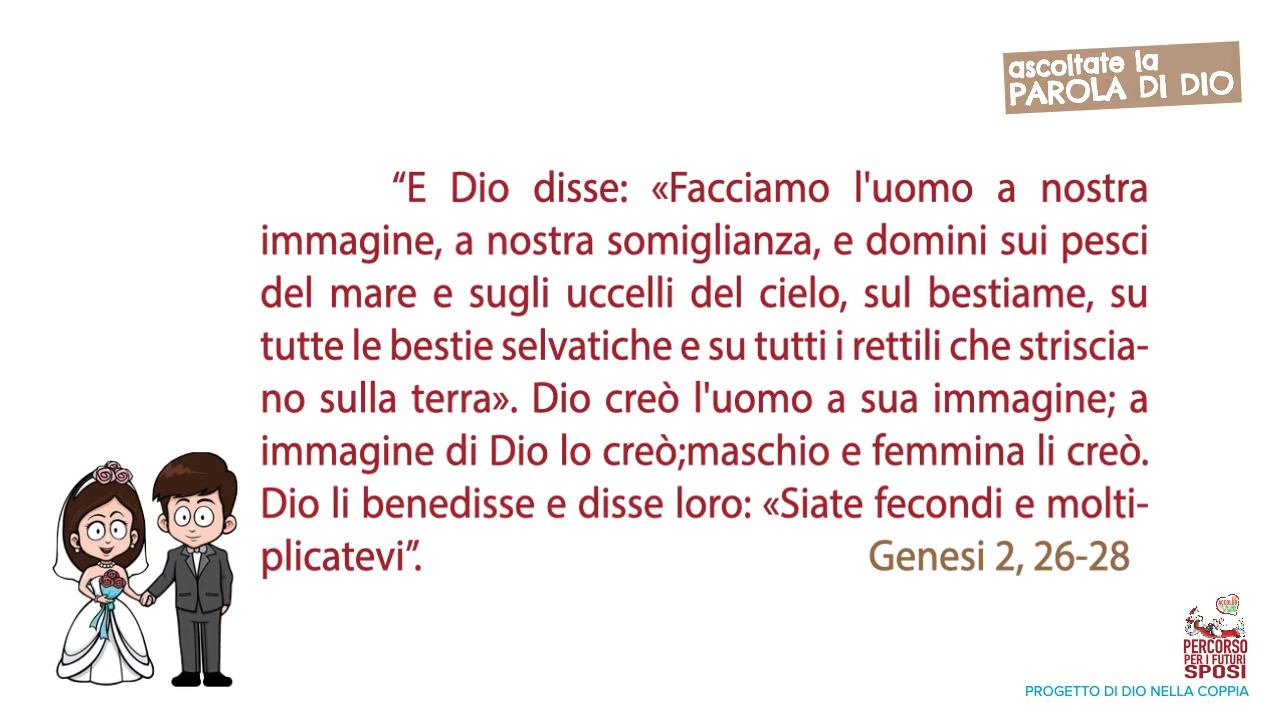 ascoltate la
PAROLA DI DIO
“E Dio disse: «Facciamo l'uomo a nostra
immagine, a nostra somiglianza, e domini sui pesci
del mare e sugli uccelli del cielo, sul bestiame, su
tutte le bestie selvatiche e su tutti i rettili che striscia-
no sulla terra». Dio creò l'uomo a sua immagine; a
immagine di Dio lo creò;maschio e femmina li creò.
Dio li benedisse e disse loro: «Siate fecondi e molti-
plicatevi”.
Genesi 2, 26-28
PERCORSO
PER I FUTURI
SPOSI
PROGETTO DI DIO NELLA COPPIA